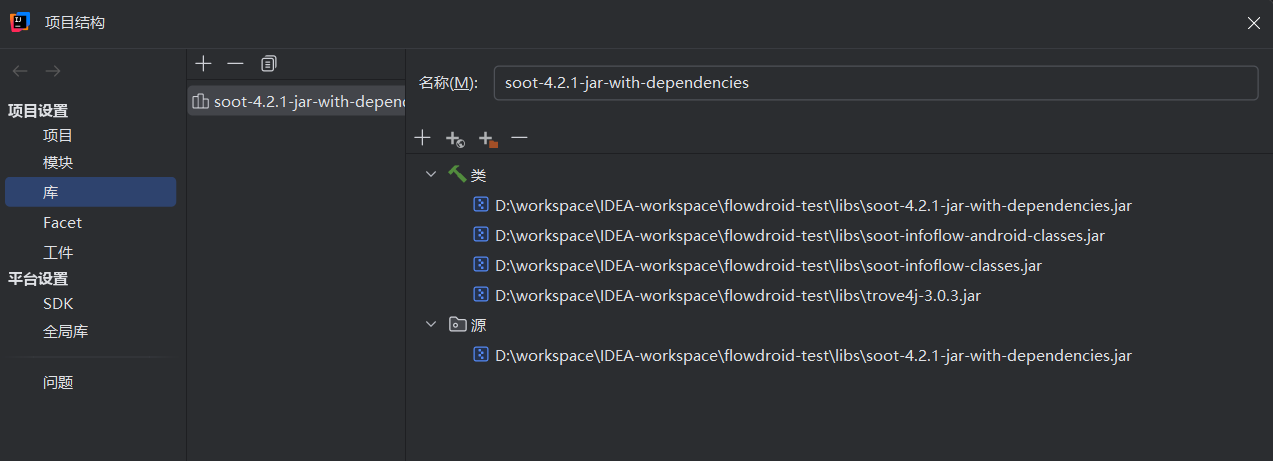 项目结构
项目设置
项目
模块
库
Facet
工件
平台设置
SDK
全局库
问题
soot-4.2.1-jar-with-depend
名称(M): soot-4.2.1-jar-with-dependencies
类
D:\workspace\IDEA-workspace\flowdroid-test\libs\soot-4.2.1-jar-with-dependencies.jar
D:\workspace\IDEA-workspace\flowdroid-test\libs\soot-infoflow-android-classes.jar
D:\workspace\IDEA-workspace\flowdroid-test\libs\soot-infoflow-classes.jar
D:\workspace\IDEA-workspace\flowdroid-test\libs\trove4j-3.0.3.jar
源
D:\workspace\IDEA-workspace\flowdroid-test\libs\soot-4.2.1-jar-with-dependencies.jar